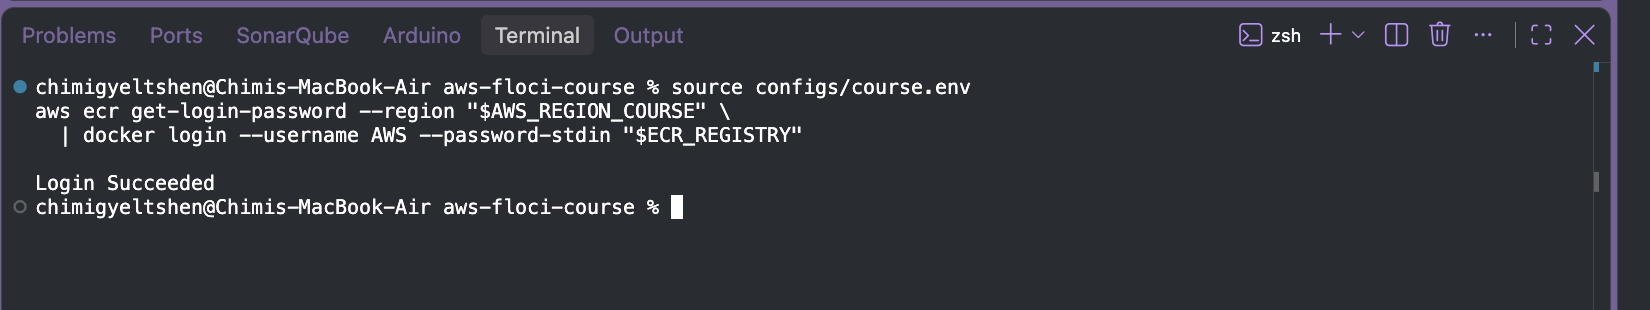 Problems Ports SonarQube Arduino Terminal Output zsh
chimigyeltshen@Chimis-MacBook-Air aws-floci-course % source configs/course.env
aws ecr get-login-password --region "$AWS_REGION_COURSE" \
| docker login --username AWS --password-stdin "$ECR_REGISTRY"
Login Succeeded
chimigyeltshen@Chimis-MacBook-Air aws-floci-course %